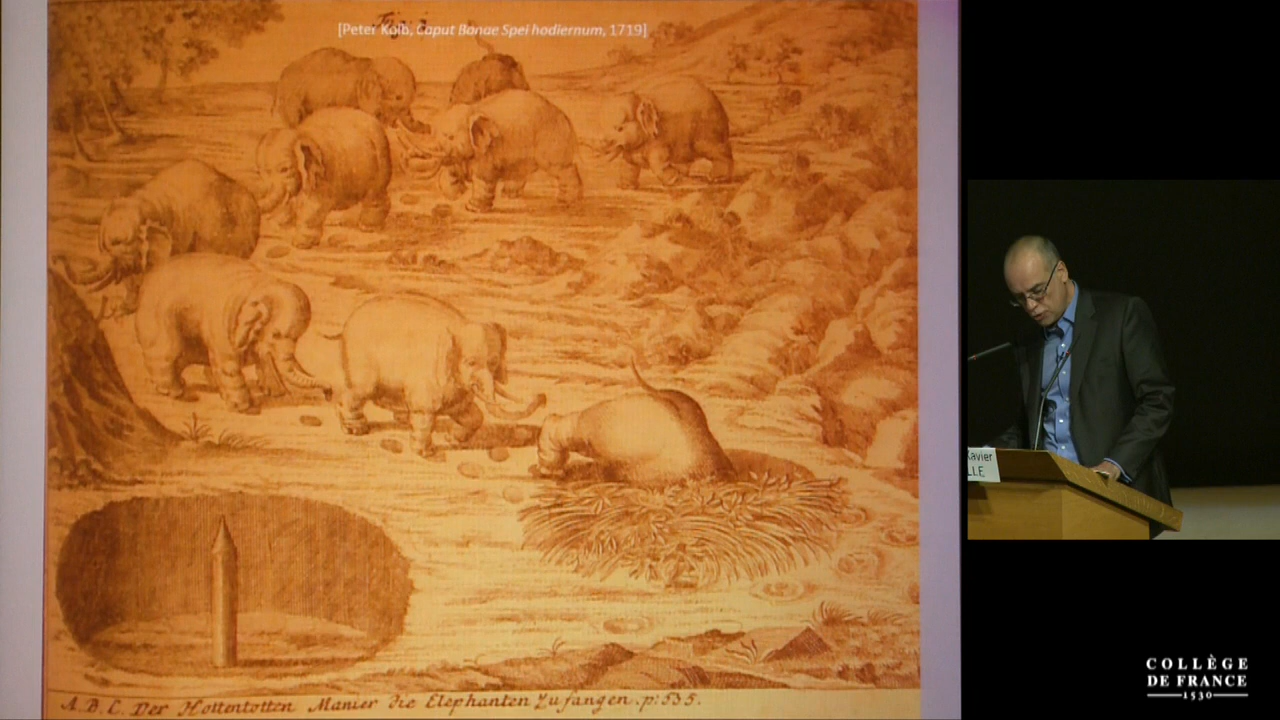 [Peter Kolb, Caput Bonae Spei hodiernum, 1719]
A. B. C. Der Hottentotten Manier die Elephanten zu fangen. p: 535.
Xavier
LLE
COLLÈGE
DE FRANCE
1530